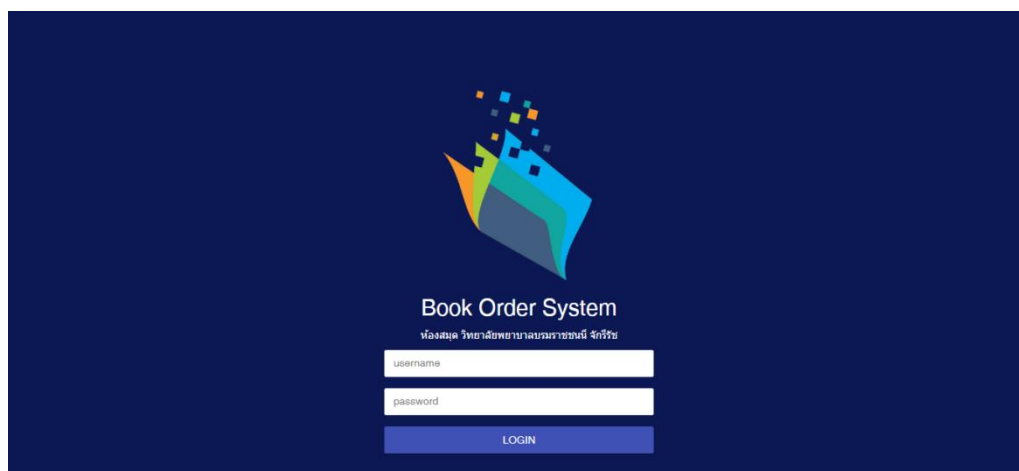 Book Order System
ห้องสมุด วิทยาลัยพยาบาลบรมราชชนนี จักรีรัช
username
password
LOGIN